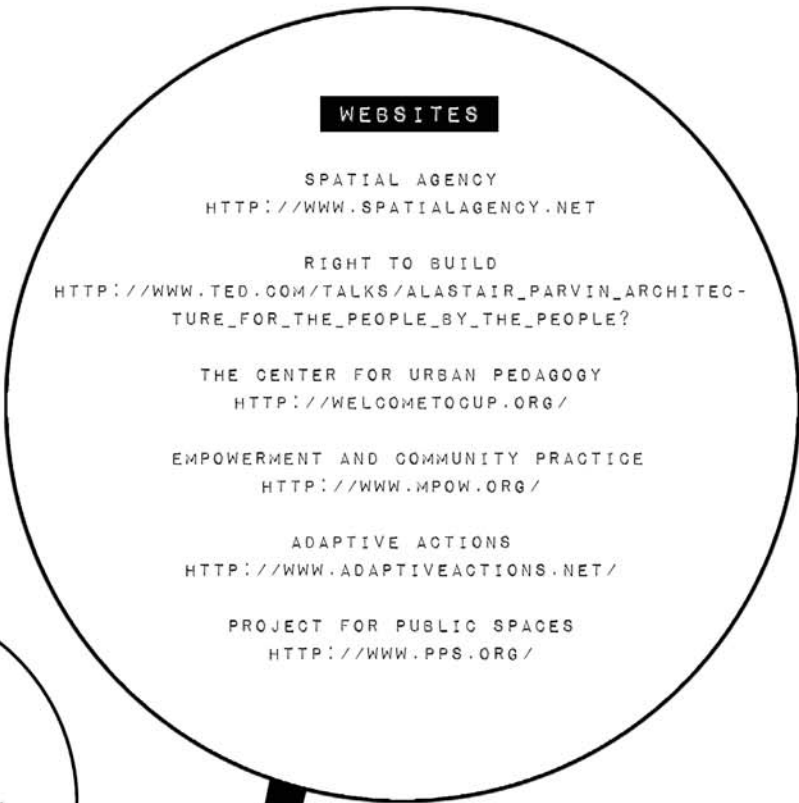 WEBSITES
SPATIAL AGENCY
HTTP://WWW.SPATIALAGENCY.NET
RIGHT TO BUILD
HTTP://WWW.TED.COM/TALKS/ALASTAIR_PARVIN_ARCHITEC-
TURE_FOR_THE_PEOPLE_BY_THE_PEOPLE?
THE CENTER FOR URBAN PEDAGOGY
HTTP://WELCOMETOCUP.ORG/
EMPOWERMENT AND COMMUNITY PRACTICE
HTTP://WWW.MPOW.ORG/
ADAPTIVE ACTIONS
HTTP://WWW.ADAPTIVEACTIONS.NET/
PROJECT FOR PUBLIC SPACES
HTTP://WWW.PPS.ORG/